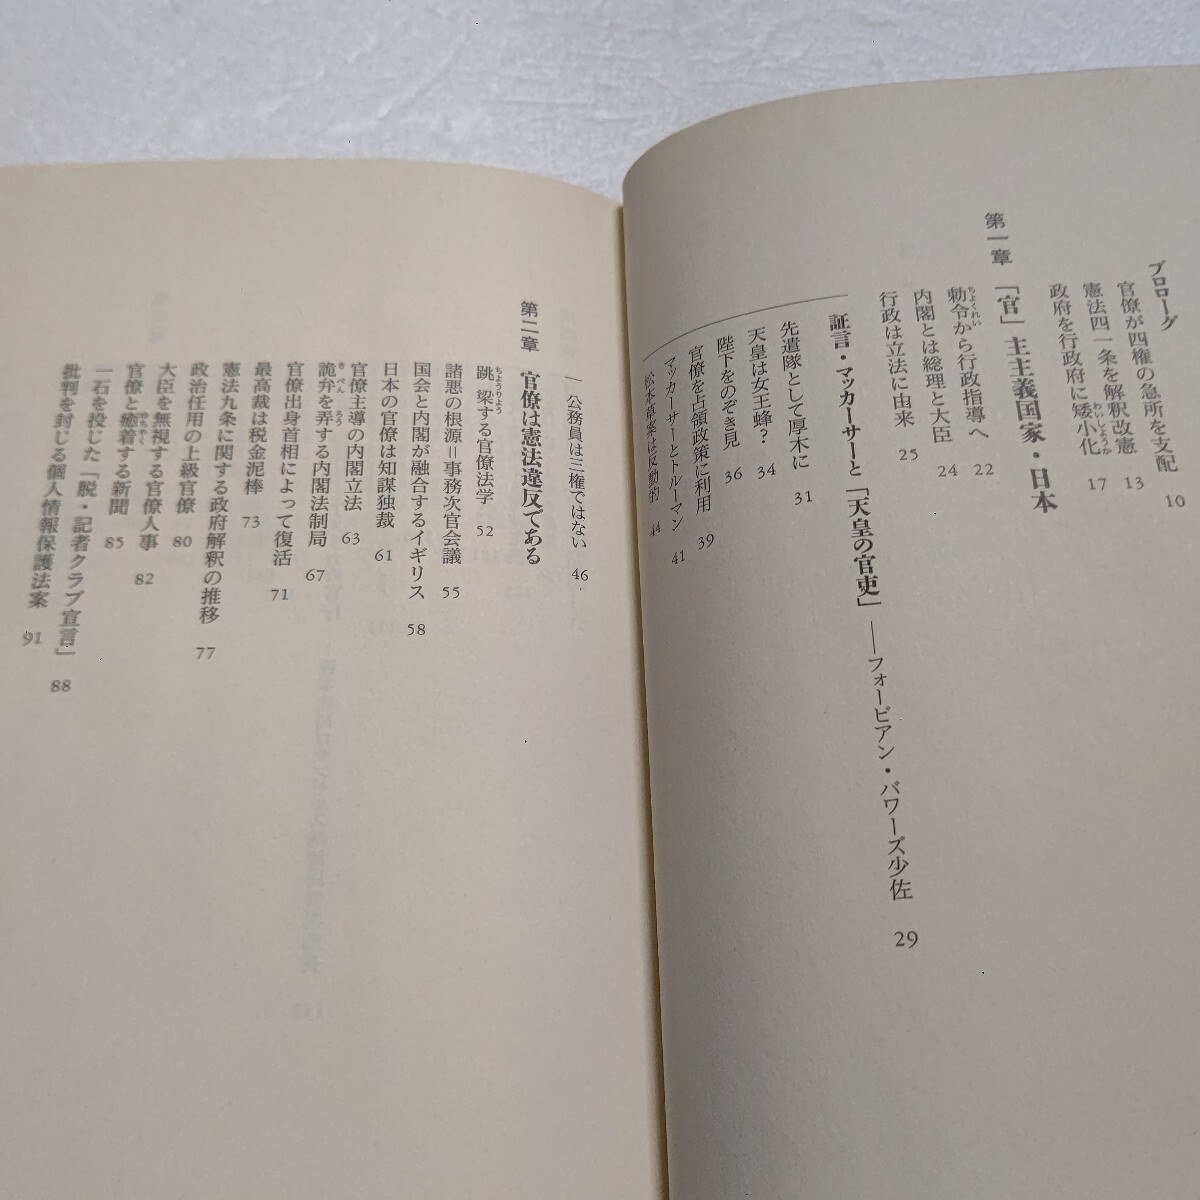 プロローグ
官僚が四権の急所を支配 10
憲法四一条を解釈改憲 13
政府を行政府に矮小化 17
第一章 「官」主主義国家・日本
勅令から行政指導へ 22
内閣とは総理と大臣 24
行政は立法に由来 25
証言・マッカーサーと「天皇の官吏」 ——フォービアン・バワーズ少佐 29
先遣隊として厚木に 31
天皇は女王蜂? 34
陛下をのぞき見 36
官僚を占領政策に利用 39
マッカーサーとトルーマン 41
松本草案は反動的 44
公務員は三権ではない 46
第二章 官僚は憲法違反である
跳梁する官僚法学 52
諸悪の根源=事務次官会議 55
国会と内閣が融合するイギリス 58
日本の官僚は知謀独裁 61
官僚主導の内閣立法 63
詭弁を弄する内閣法制局 67
官僚出身首相によって復活 71
最高裁は税金泥棒 73
憲法九条に関する政府解釈の推移 77
政治任用の上級官僚 80
大臣を無視する官僚人事 82
官僚と癒着する新聞 85
一石を投じた「脱・記者クラブ宣言」 88
批判を封じる個人情報保護法案 91